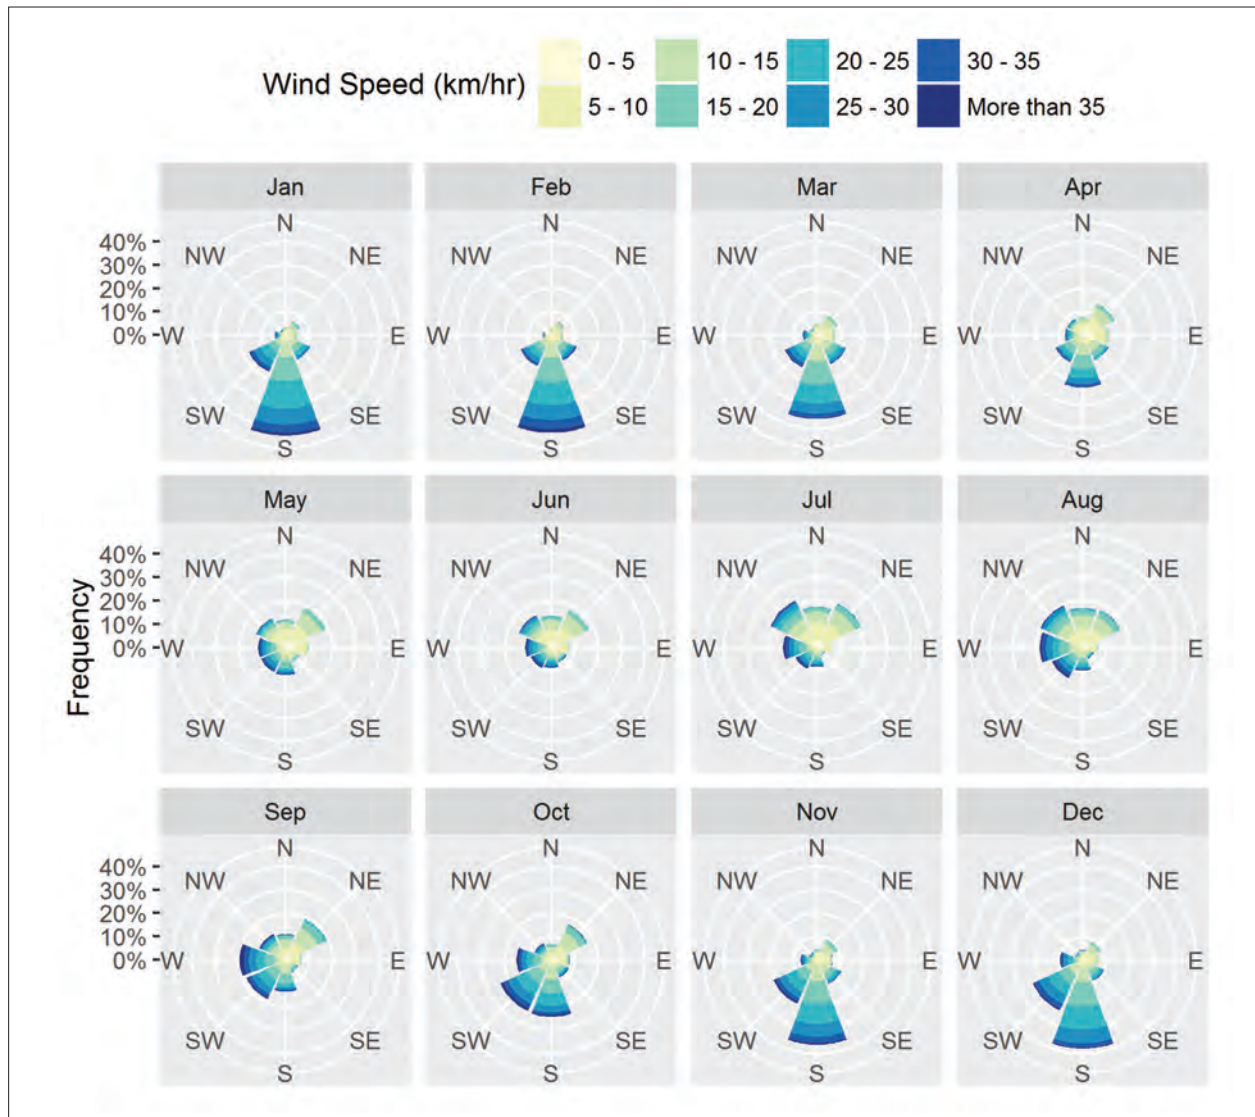 Wind Speed (km/hr)
0 - 5
10 - 15
20 - 25
30 - 35
5 - 10
15 - 20
25 - 30
More than 35
Jan
Feb
Mar
Apr
N
N
N
N
40%
NW
NE
NW
NE
NW
NE
NW
NE
30%
20%
10%
0%
W
E
W
E
W
E
W
E
SW
SE
SW
SE
SW
SE
SW
SE
S
S
S
S
May
Jun
Jul
Aug
N
N
N
N
40%
NW
NE
NW
NE
NW
NE
NW
NE
30%
20%
10%
0%
W
E
W
E
W
E
W
E
Frequency
SW
SE
SW
SE
SW
SE
SW
SE
S
S
S
S
Sep
Oct
Nov
Dec
N
N
N
N
40%
NW
NE
NW
NE
NW
NE
NW
NE
30%
20%
10%
0%
W
E
W
E
W
E
W
E
SW
SE
SW
SE
SW
SE
SW
SE
S
S
S
S